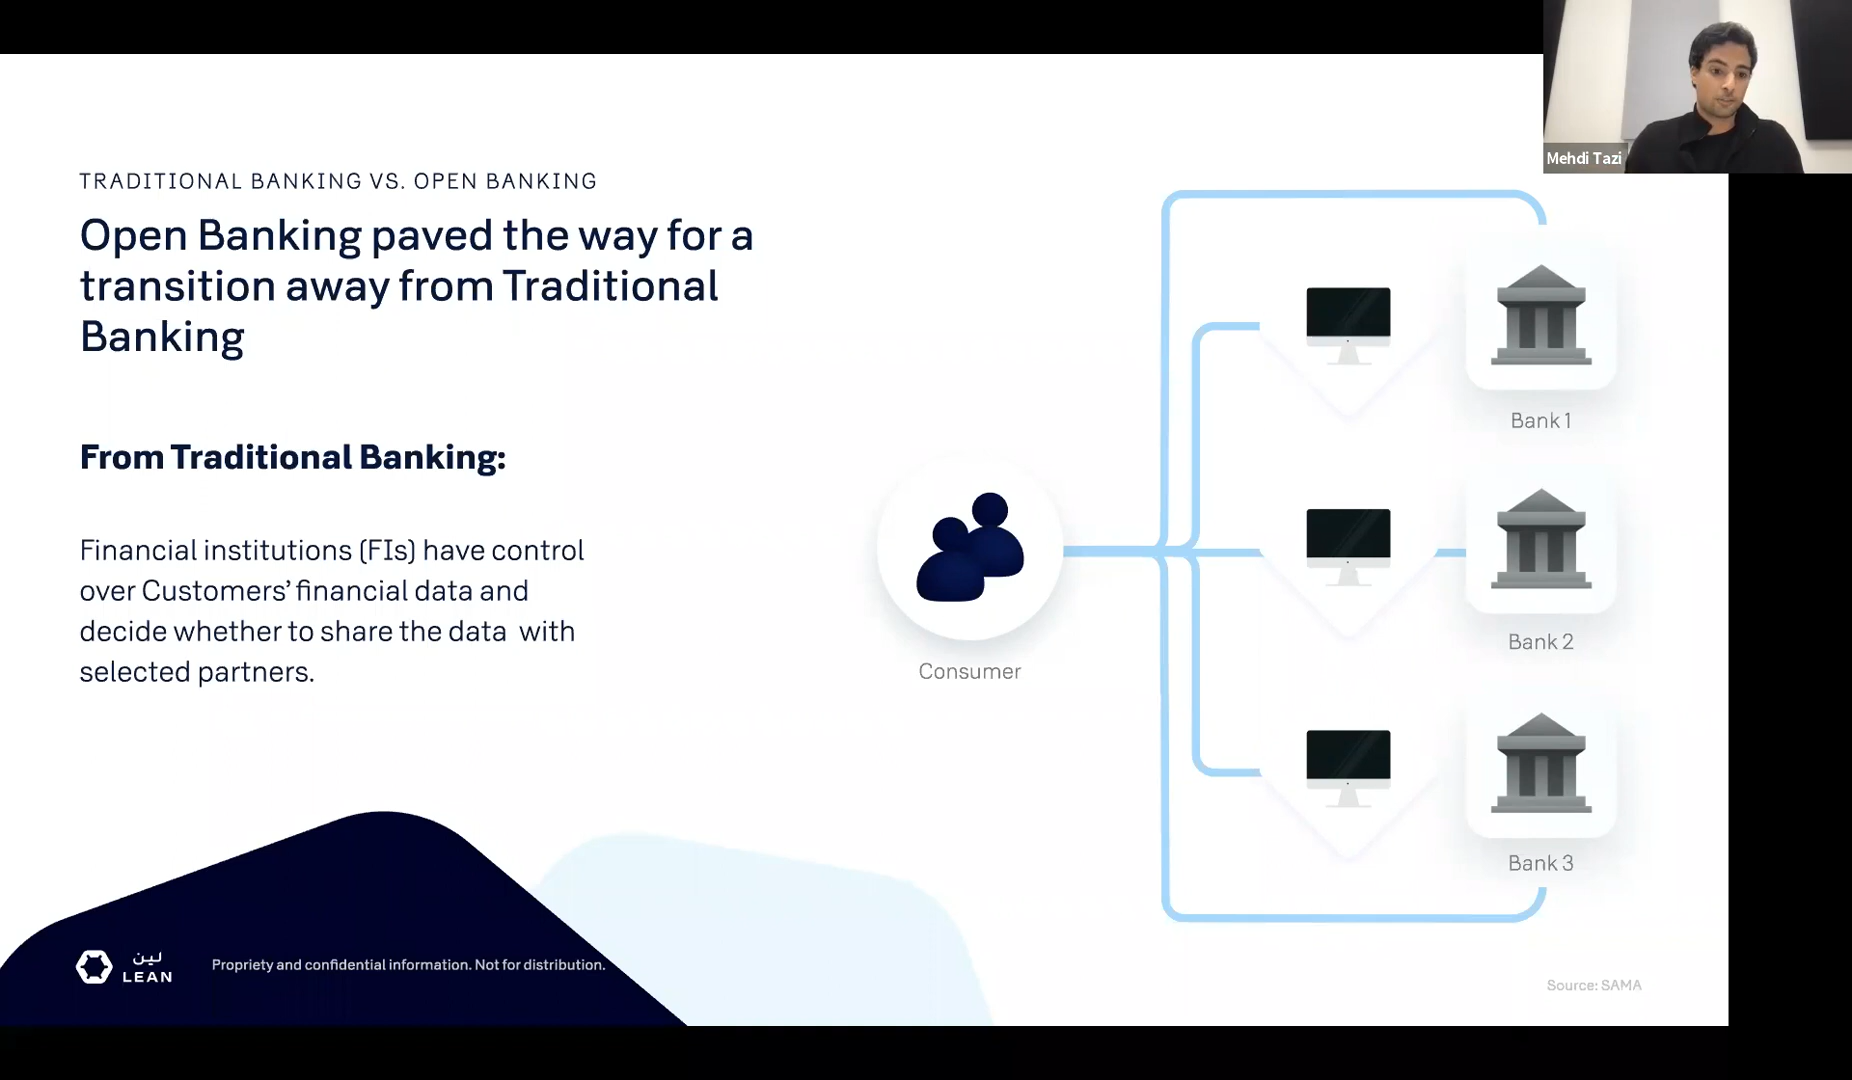 Mehdi Tazi
TRADITIONAL BANKING VS. OPEN BANKING
Open Banking paved the way for a
transition away from Traditional
Banking
From Traditional Banking:
Financial institutions (FIs) have control
over Customers' financial data and
decide whether to share the data with
selected partners.
Consumer
Bank 1
Bank 2
Bank 3
لين
LEAN
Propriety and confidential information. Not for distribution.
Source: SAMA